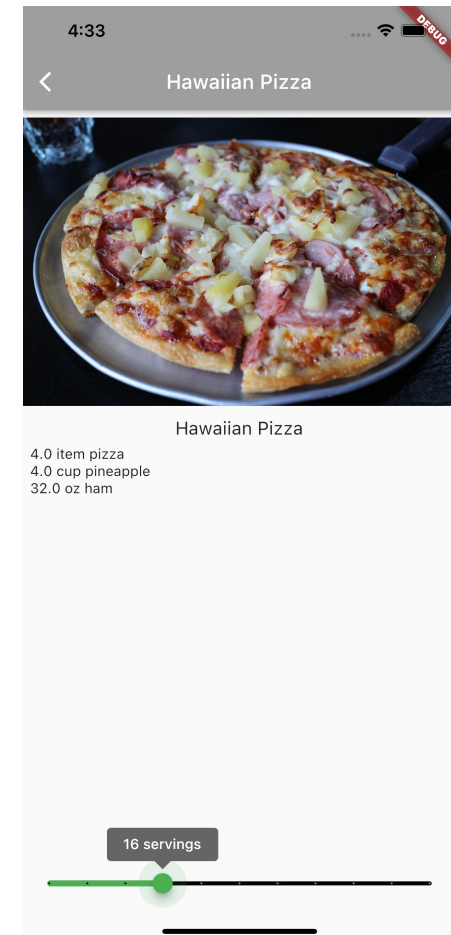 4:33
DEBUG
Hawaiian Pizza
Hawaiian Pizza
4.0 item pizza
4.0 cup pineapple
32.0 oz ham
16 servings